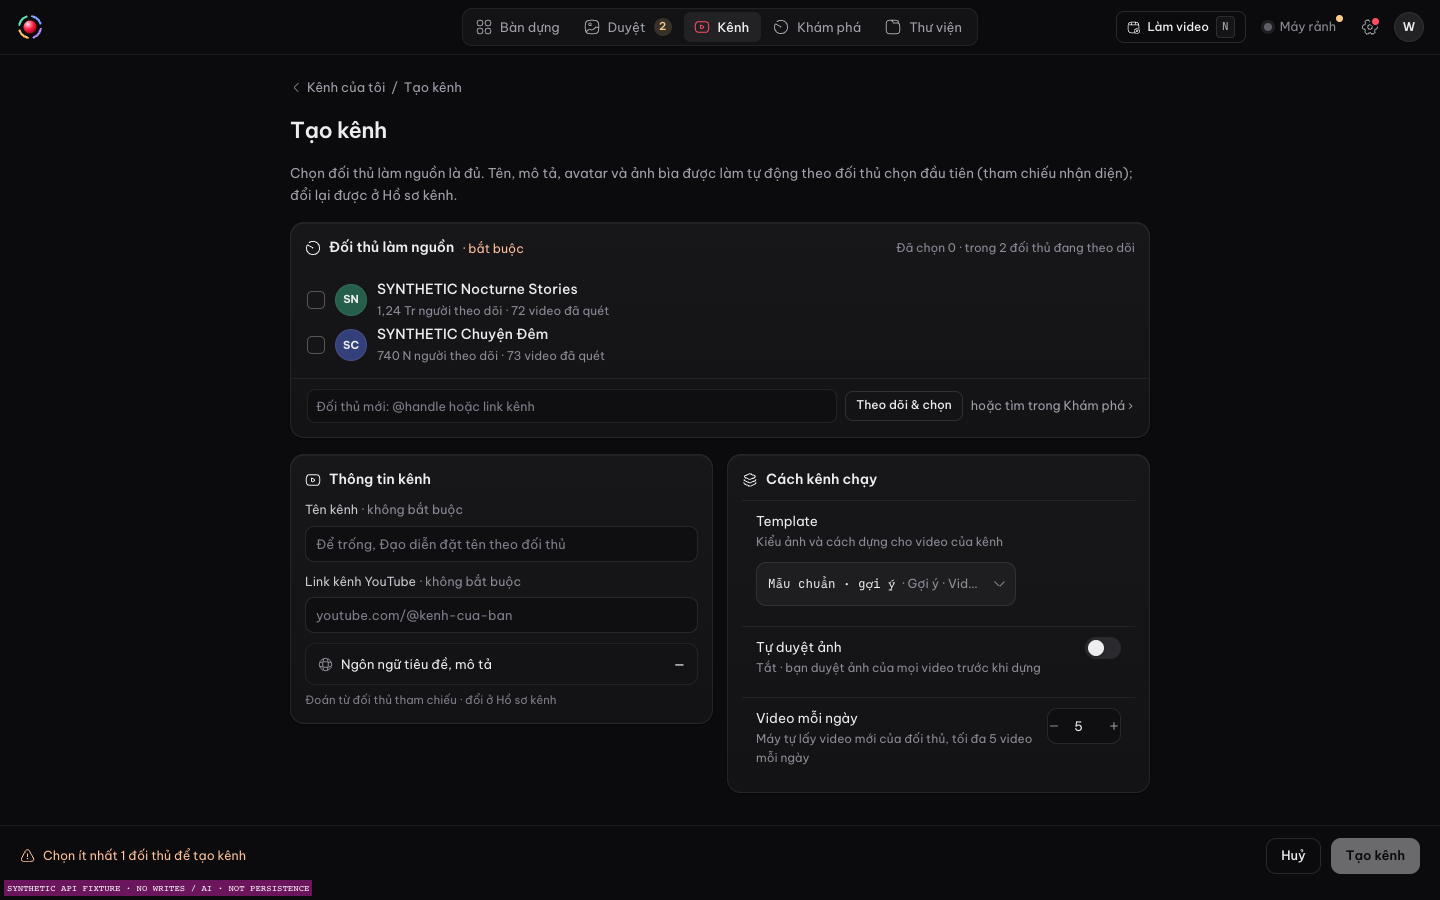 Bàn dựng
Duyệt 2
Kênh
Khám phá
Thư viện
Làm video N
Máy rảnh
W
Kênh của tôi / Tạo kênh
Tạo kênh
Chọn đối thủ làm nguồn là đủ. Tên, mô tả, avatar và ảnh bìa được làm tự động theo đối thủ chọn đầu tiên (tham chiếu nhận diện);
đổi lại được ở Hồ sơ kênh.
Đối thủ làm nguồn · bắt buộc
Đã chọn 0 · trong 2 đối thủ đang theo dõi
SN
SYNTHETIC Nocturne Stories
1,24 Tr người theo dõi · 72 video đã quét
SC
SYNTHETIC Chuyện Đêm
740 N người theo dõi · 73 video đã quét
Đối thủ mới: @handle hoặc link kênh
Theo dõi & chọn
hoặc tìm trong Khám phá ›
Thông tin kênh
Tên kênh · không bắt buộc
Để trống, Đạo diễn đặt tên theo đối thủ
Link kênh YouTube · không bắt buộc
youtube.com/@kenh-cua-ban
Ngôn ngữ tiêu đề, mô tả –
Đoán từ đối thủ tham chiếu · đổi ở Hồ sơ kênh
Cách kênh chạy
Template
Kiểu ảnh và cách dựng cho video của kênh
Mẫu chuẩn · gợi ý · Gợi ý · Vid...
Tự duyệt ảnh
Tắt · bạn duyệt ảnh của mọi video trước khi dựng
Video mỗi ngày
− 5 +
Máy tự lấy video mới của đối thủ, tối đa 5 video
mỗi ngày
Chọn ít nhất 1 đối thủ để tạo kênh
Huỷ
Tạo kênh
SYNTHETIC API FIXTURE · NO WRITES / AI · NOT PERSISTENCE